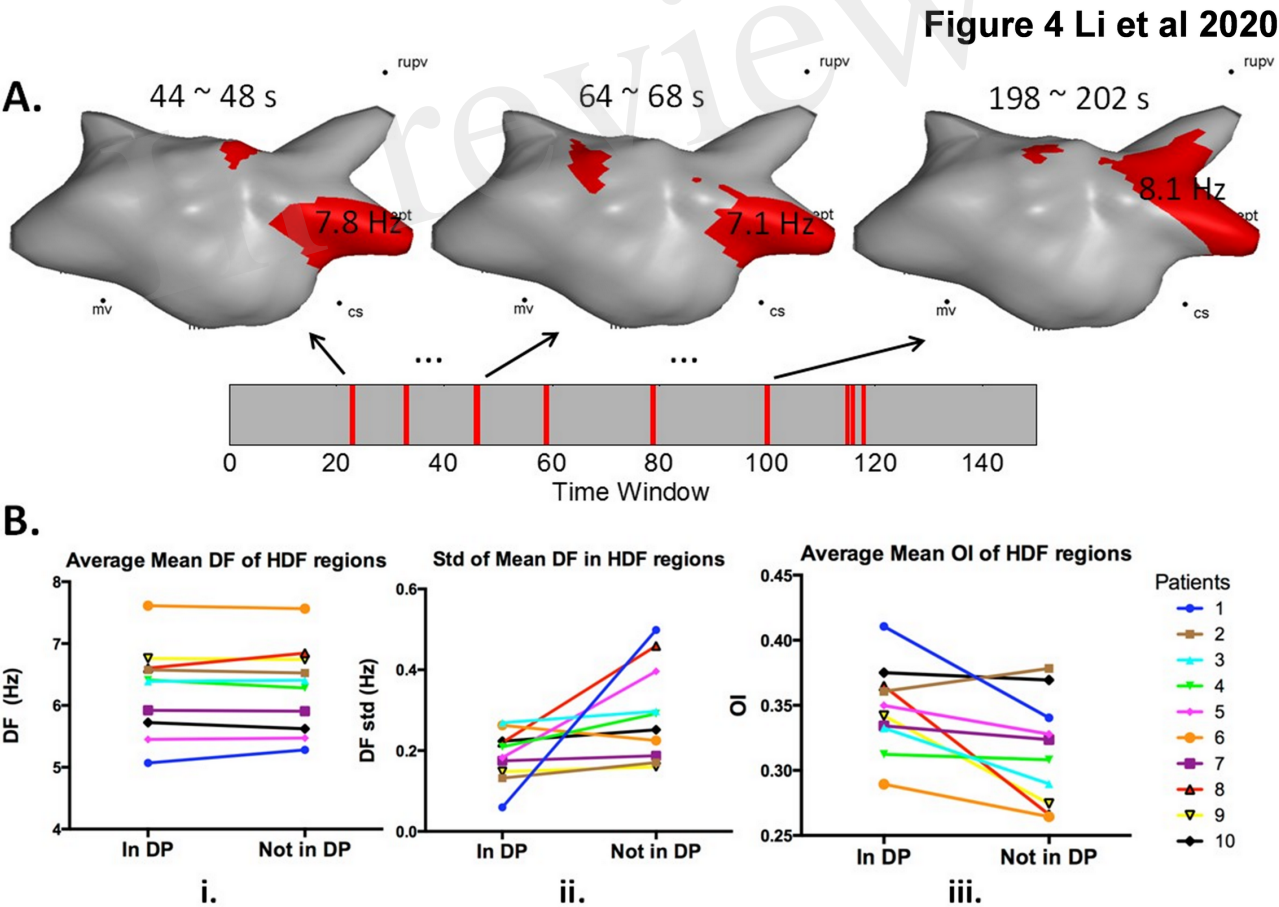 Figure 4 Li et al 2020
A.
44 ~ 48 s
64 ~ 68 s
198 ~ 202 s
rupv
rupv
rupv
7.8 Hz
7.1 Hz
8.1 Hz
mv
cs
mv
cs
mv
cs
...
...
0 20 40 60 80 100 120 140
Time Window
B.
Average Mean DF of HDF regions
DF (Hz)
8
7
6
5
4
In DP Not in DP
i.
Std of Mean DF in HDF regions
DF std (Hz)
0.6
0.4
0.2
0.0
In DP Not in DP
ii.
Average Mean OI of HDF regions
OI
0.45
0.40
0.35
0.30
0.25
In DP Not in DP
iii.
Patients
1
2
3
4
5
6
7
8
9
10
review